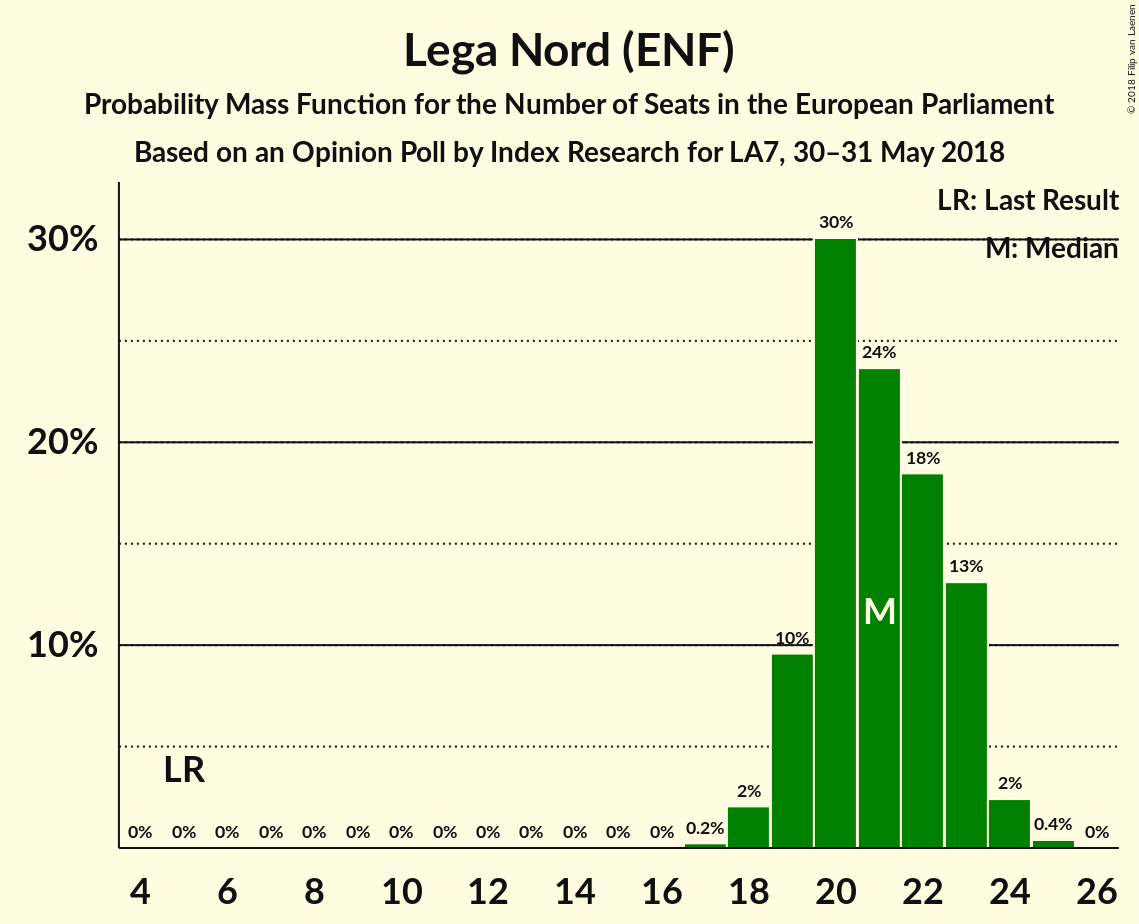 Lega Nord (ENF)
Probability Mass Function for the Number of Seats in the European Parliament
Based on an Opinion Poll by Index Research for LA7, 30–31 May 2018
© 2018 Filip van Laenen
LR: Last Result
M: Median
30%
20%
10%
30%
24%
18%
13%
10%
M
LR
2%
2%
0% 0% 0% 0% 0% 0% 0% 0% 0% 0% 0% 0% 0% 0.2% 0.4% 0%
4 6 8 10 12 14 16 18 20 22 24 26